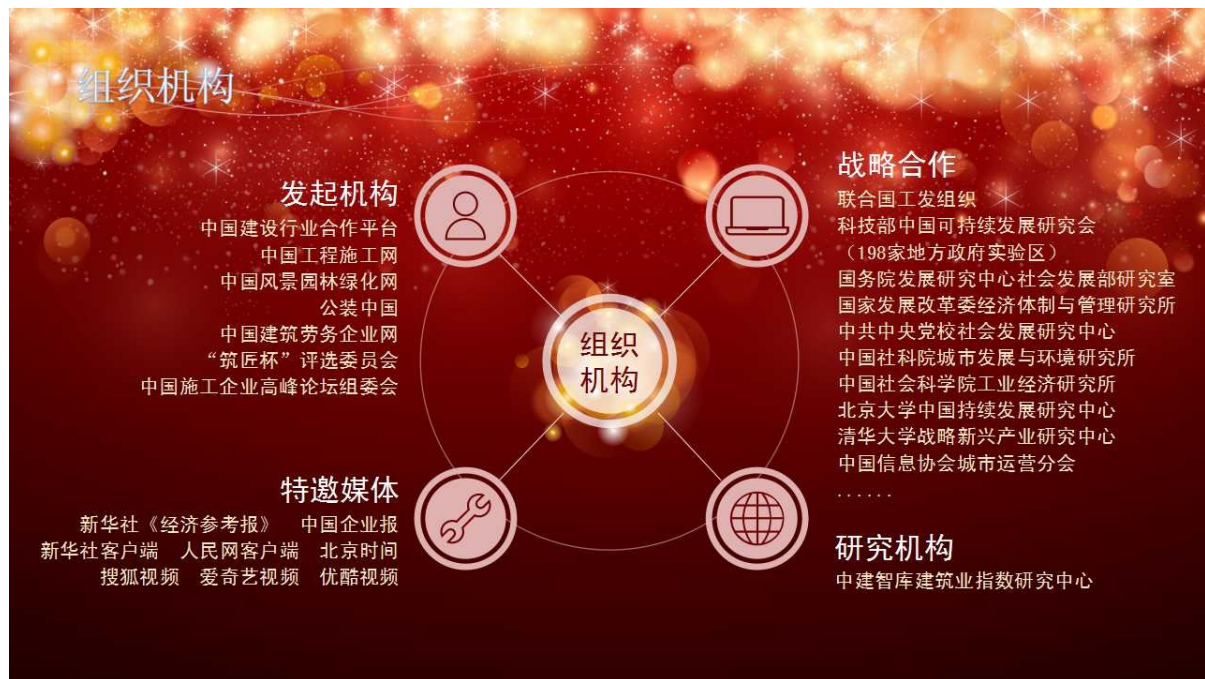 组织机构
发起机构
中国建设行业合作平台
中国工程施工网
中国风景园林绿化网
公装中国
中国建筑劳务企业网
“筑匠杯”评选委员会
中国施工企业高峰论坛组委会
战略合作
联合国工发组织
科技部中国可持续发展研究会
（198家地方政府实验区）
国务院发展研究中心社会发展部研究室
国家发展改革委经济体制与管理研究所
中共中央党校社会发展研究中心
中国社科院城市发展与环境研究所
中国社会科学院工业经济研究所
北京大学中国持续发展研究中心
清华大学战略新兴产业研究中心
中国信息协会城市运营分会
......
组织
机构
特邀媒体
新华社《经济参考报》 中国企业报
新华社客户端 人民网客户端 北京时间
搜狐视频 爱奇艺视频 优酷视频
研究机构
中建智库建筑业指数研究中心